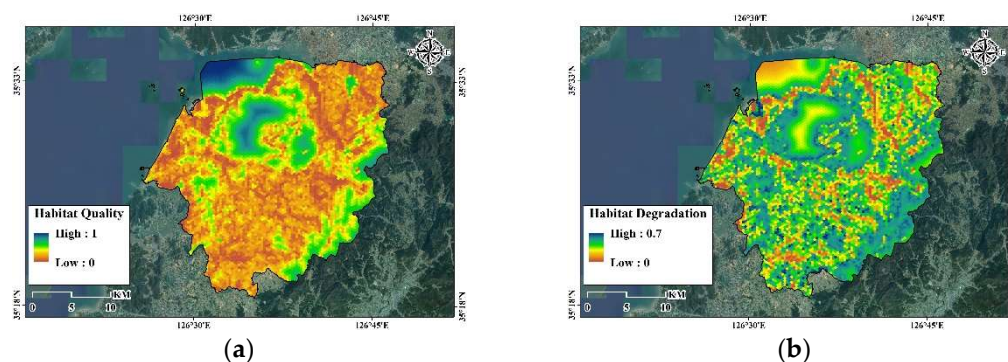 126°30'E 126°45'E
N
W E
S
35°33'N 35°33'N
Habitat Quality
High : 1
Low : 0
KM
0 5 10
35°18'N 35°18'N
126°30'E 126°45'E
(a)
126°30'E 126°45'E
N
W E
S
35°33'N 35°33'N
Habitat Degradation
High : 0.7
Low : 0
KM
0 5 10
35°18'N 35°18'N
126°30'E 126°45'E
(b)